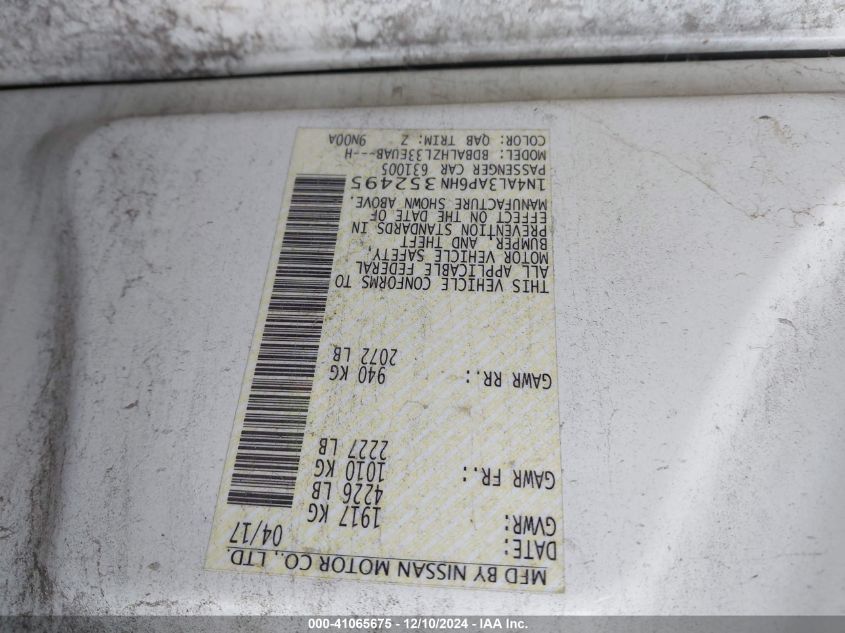 MFD BY NISSAN MOTOR CO., LTD.
DATE: 04/17
GVWR: 1917 KG
4226 LB
GAWR FR.: 1010 KG
2227 LB
GAWR RR.: 940 KG
2072 LB
THIS VEHICLE CONFORMS TO
ALL APPLICABLE FEDERAL
MOTOR VEHICLE SAFETY,
BUMPER AND THEFT
PREVENTION STANDARDS IN
EFFECT ON THE DATE OF
MANUFACTURE SHOWN ABOVE.
1N4AL3AP6HN352495
PASSENGER CAR 631005
MODEL: BDBALHZL33EUAB---H
COLOR: QAB TRIM: Z 9N00A
000-41065675 - 12/10/2024 - IAA Inc.